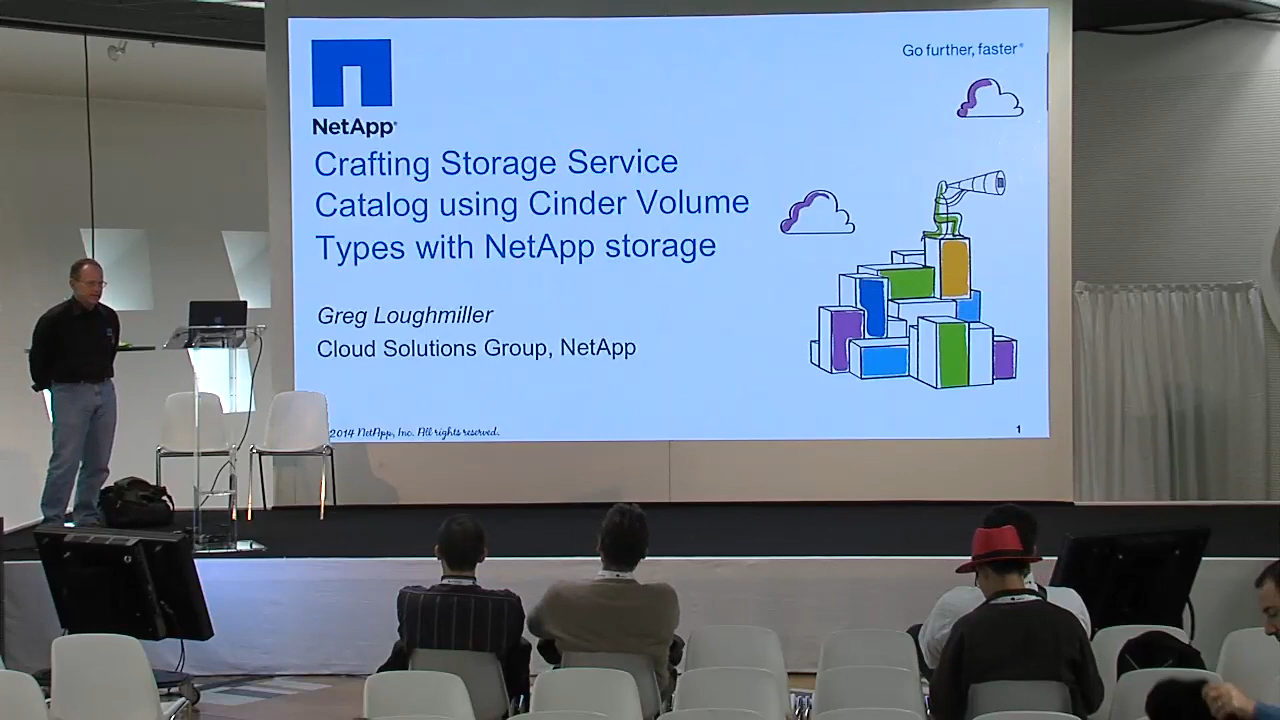 NetApp®
Go further, faster®
Crafting Storage Service
Catalog using Cinder Volume
Types with NetApp storage
Greg Loughmiller
Cloud Solutions Group, NetApp
2014 NetApp, Inc. All rights reserved.
1